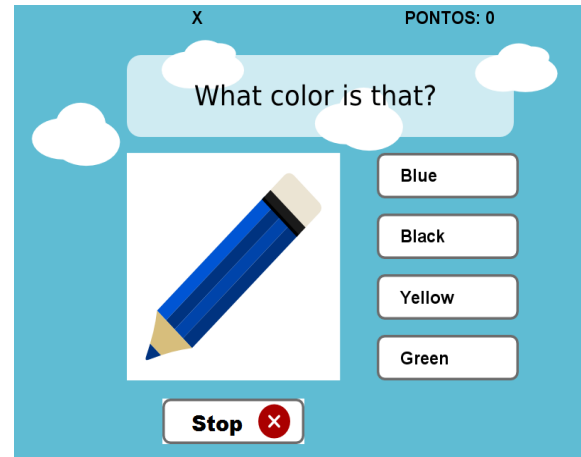 X PONTOS: 0
What color is that?
Blue
Black
Yellow
Green
Stop